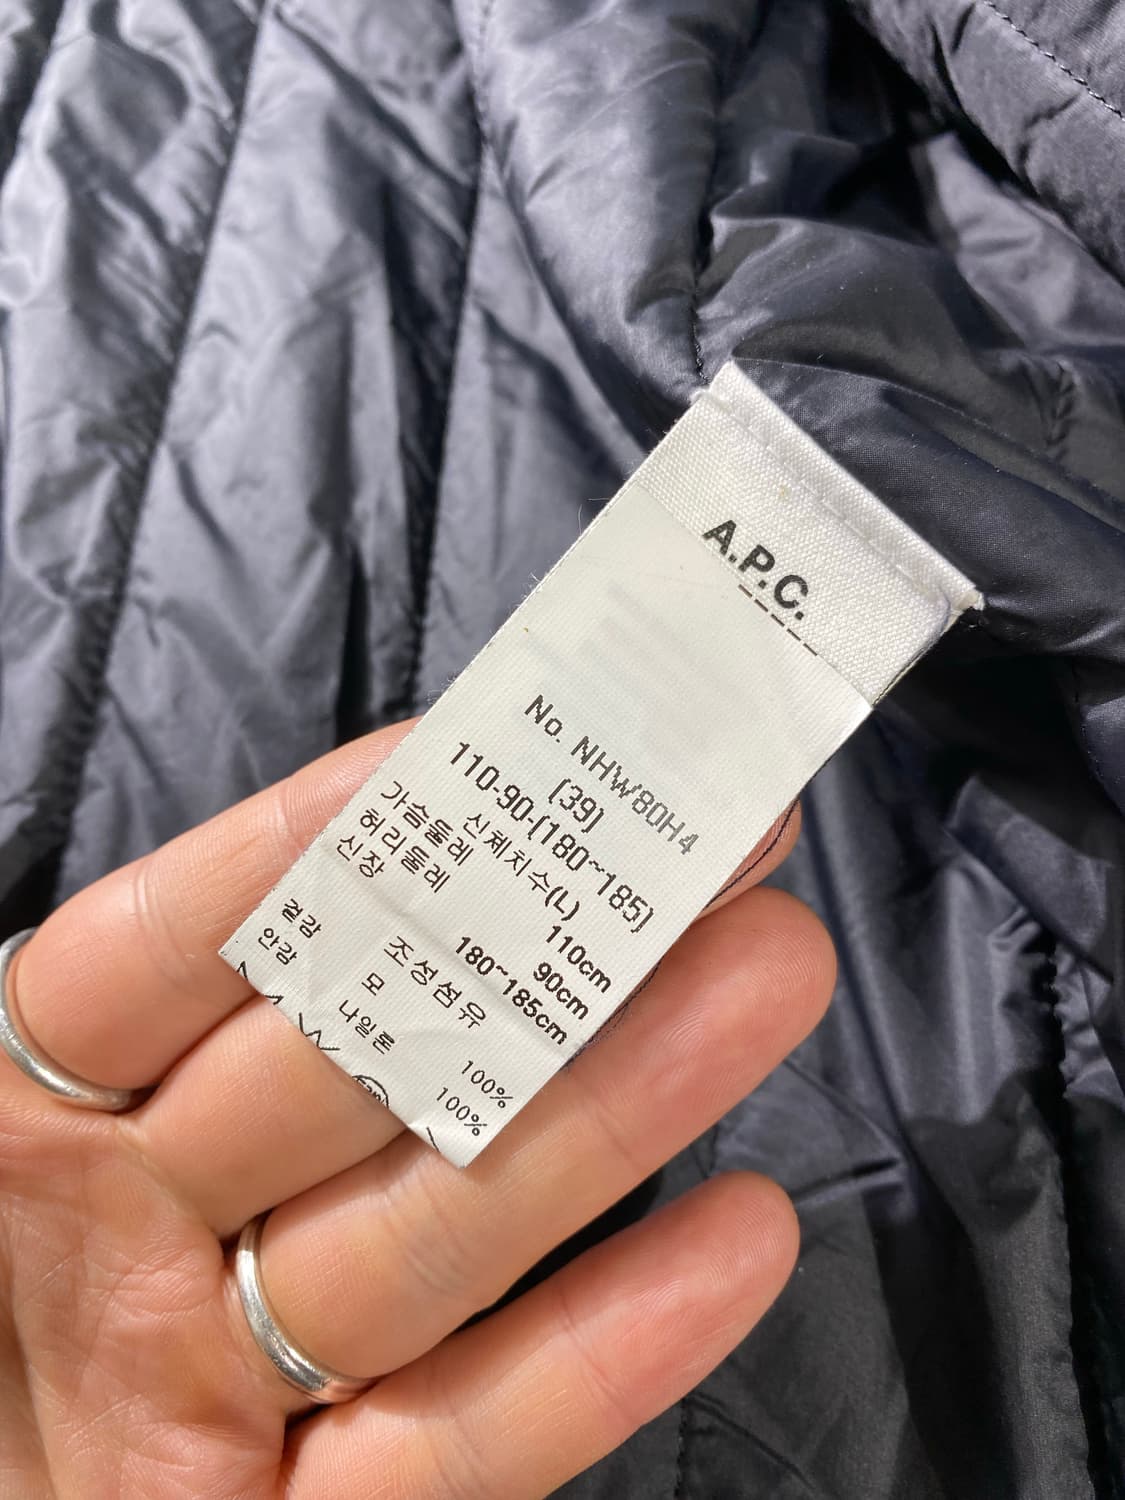 A.P.C.
No. NHW80H4
(39)
110-90-(180~185)
신체치수(L)
가슴둘레 110cm
허리둘레 90cm
신장 180~185cm
조성섬유
겉감 모 100%
안감 나일론 100%